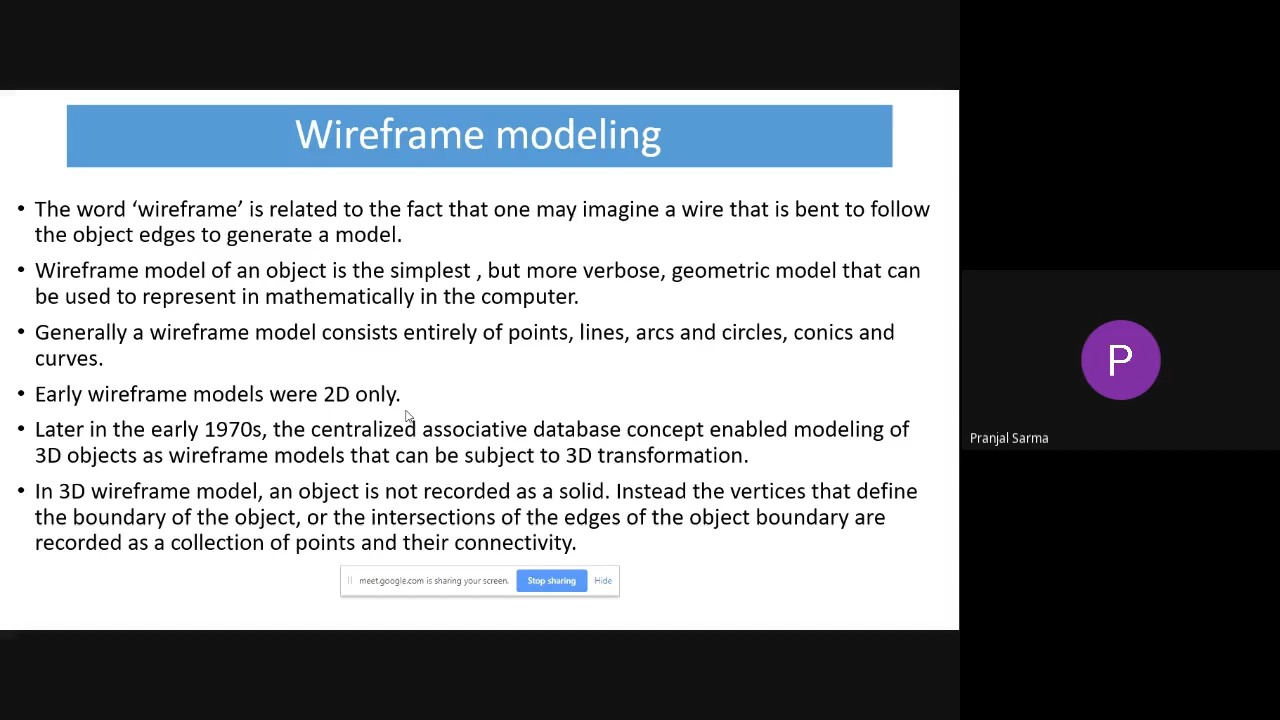 Wireframe modeling
• The word ‘wireframe’ is related to the fact that one may imagine a wire that is bent to follow
the object edges to generate a model.
• Wireframe model of an object is the simplest , but more verbose, geometric model that can
be used to represent in mathematically in the computer.
• Generally a wireframe model consists entirely of points, lines, arcs and circles, conics and
curves.
• Early wireframe models were 2D only.
• Later in the early 1970s, the centralized associative database concept enabled modeling of
3D objects as wireframe models that can be subject to 3D transformation.
• In 3D wireframe model, an object is not recorded as a solid. Instead the vertices that define
the boundary of the object, or the intersections of the edges of the object boundary are
recorded as a collection of points and their connectivity.
meet.google.com is sharing your screen. Stop sharing Hide
P
Pranjal Sarma